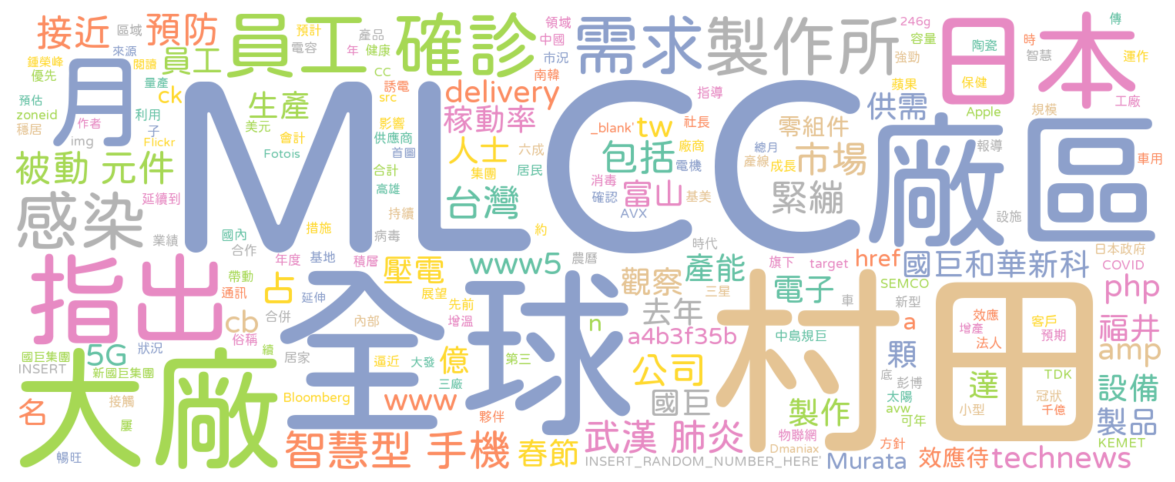 鍾榮峰
來源
優先
閱讀
接近
區域
預防
預計
電容
員工
年
產品
健康
CC
員工
確診
誘電
src
領域
中國
市況
南韓
需求
指導
製作所
246g
強勁
容量
蘋果
陶瓷
保健
Apple
時
智慧
規模
傳
運作
工廠
日本
預估
zoneid
穩居
量產
利用
子
作者
img
Flickr
月
ck
生產
美元
會計
Fotois
影響
供應商
首圖
合計
高雄
MLCC
delivery
稼動率
人士
集團
六成
居民
_blank'
tw
社長
包括
廠商
消毒
確認
富山
AVX
基美
總月
電機
產線
成長
零組件
市場
緊繃
供需
報導
車用
廠區
設施
被動 元件
延續到
感染
業績
國內
合作
措施
持續
病毒
台灣
約
指出
年度
基地
積層
帶動
通訊
延伸
展望
占
壓電
www5
農曆
先前
增溫
時代
觀察
產能
旗下
target
三星
電子
href
國巨和華新科
SEMCO
新型
日本政府
COVID
php
cb
俗稱
合併
內部
全球
n
去年
a4b3f35b
車
中島規巨
a
村田
效應
增產
法人
客戶
預期
福井
amp
國巨集團
INSERT
狀況
5G
新國巨集團
繪
居家
逼近
大發
三廠
第三
億
公司
國巨
顆
底
彭博
太陽
avw
可年
達
小型
TDK
冠狀
千億
設備
製品
KEMET
名
接觸
屢
暢旺
大廠
Bloomberg
www
夥伴
智慧型 手機
春節
武漢 肺炎
INSERT_RANDOM_NUMBER_HERE'
製作
物聯網
Dmaniax
Murata
方針
效應待
technews